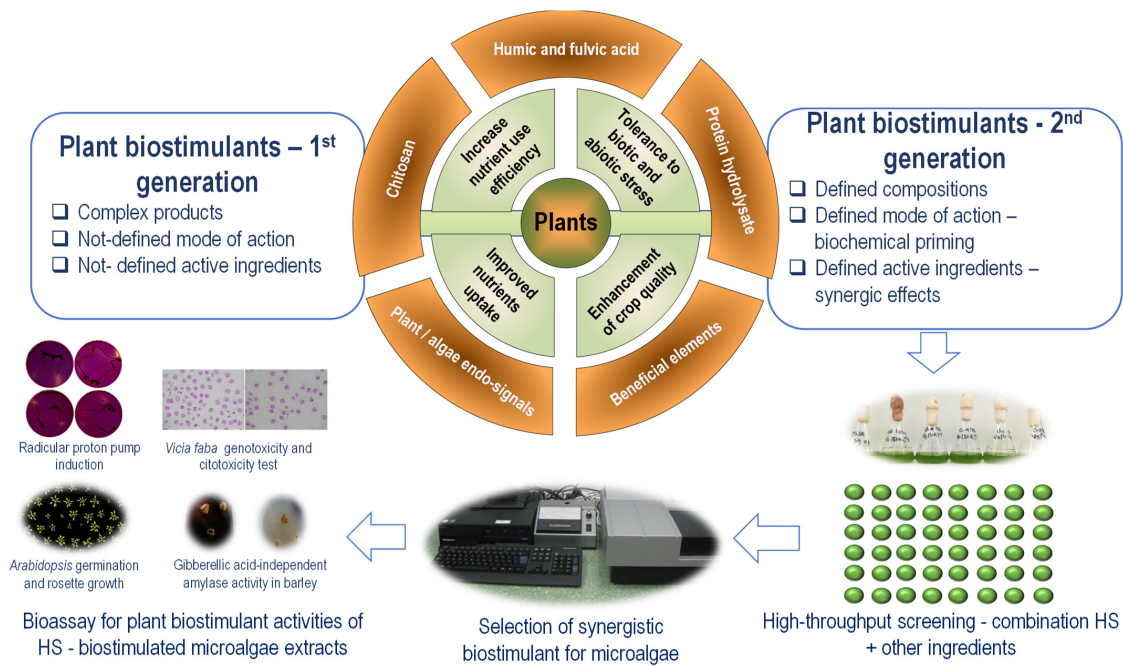 Humic and fulvic acid
Protein hydrolysate
Beneficial elements
Plant / algae endo-signals
Chitosan
Increase
nutrient use
efficiency
Tolerance to
biotic and
abiotic stress
Plants
Improved
nutrients
uptake
Enhancement
of crop quality
Plant biostimulants – 1st
generation
❑ Complex products
❑ Not-defined mode of action
❑ Not- defined active ingredients
Plant biostimulants - 2nd
generation
❑ Defined compositions
❑ Defined mode of action –
biochemical priming
❑ Defined active ingredients –
synergic effects
Radicular proton pump
induction
Vicia faba genotoxicity and
citotoxicity test
Arabidopsis germination
and rosette growth
Gibberellic acid-independent
amylase activity in barley
Bioassay for plant biostimulant activities of
HS - biostimulated microalgae extracts
Selection of synergistic
biostimulant for microalgae
High-throughput screening - combination HS
+ other ingredients